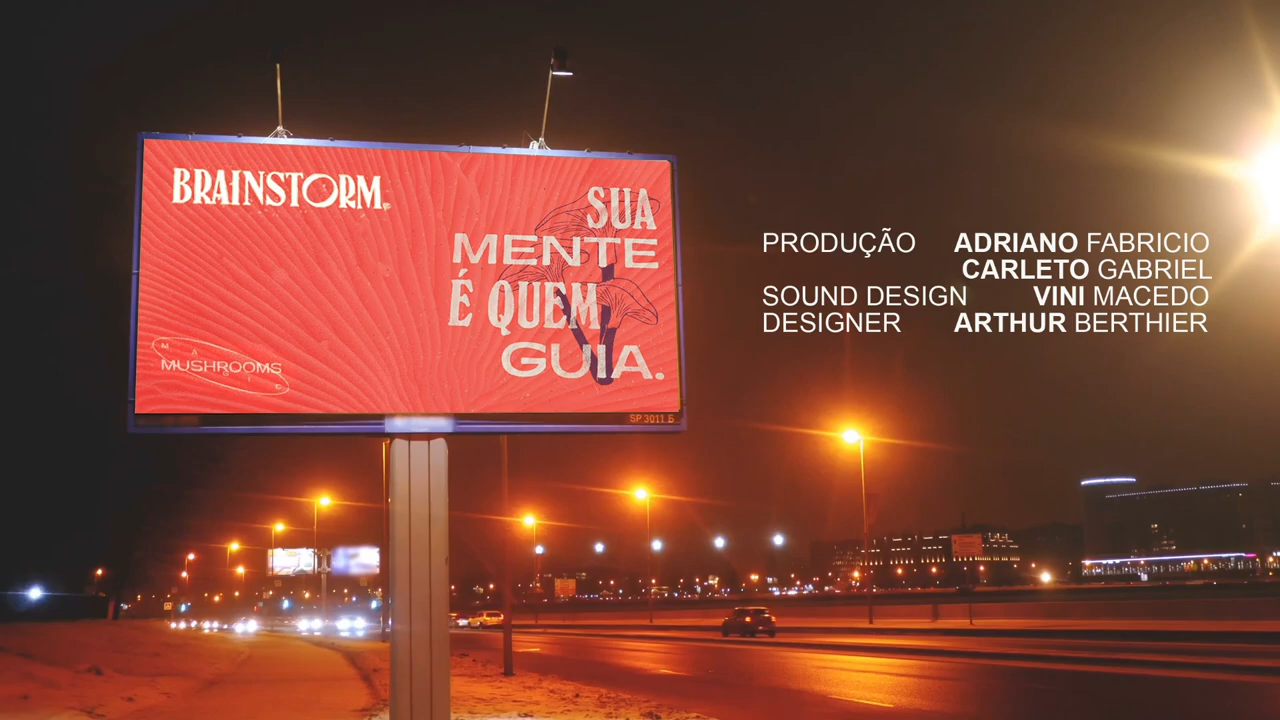 BRAINSTORM.
SUA
MENTE
É QUEM
GUIA.
MAGIC
MUSHROOMS
SP 3011 Б
PRODUÇÃO ADRIANO FABRICIO
CARLETO GABRIEL
SOUND DESIGN VINI MACEDO
DESIGNER ARTHUR BERTHIER